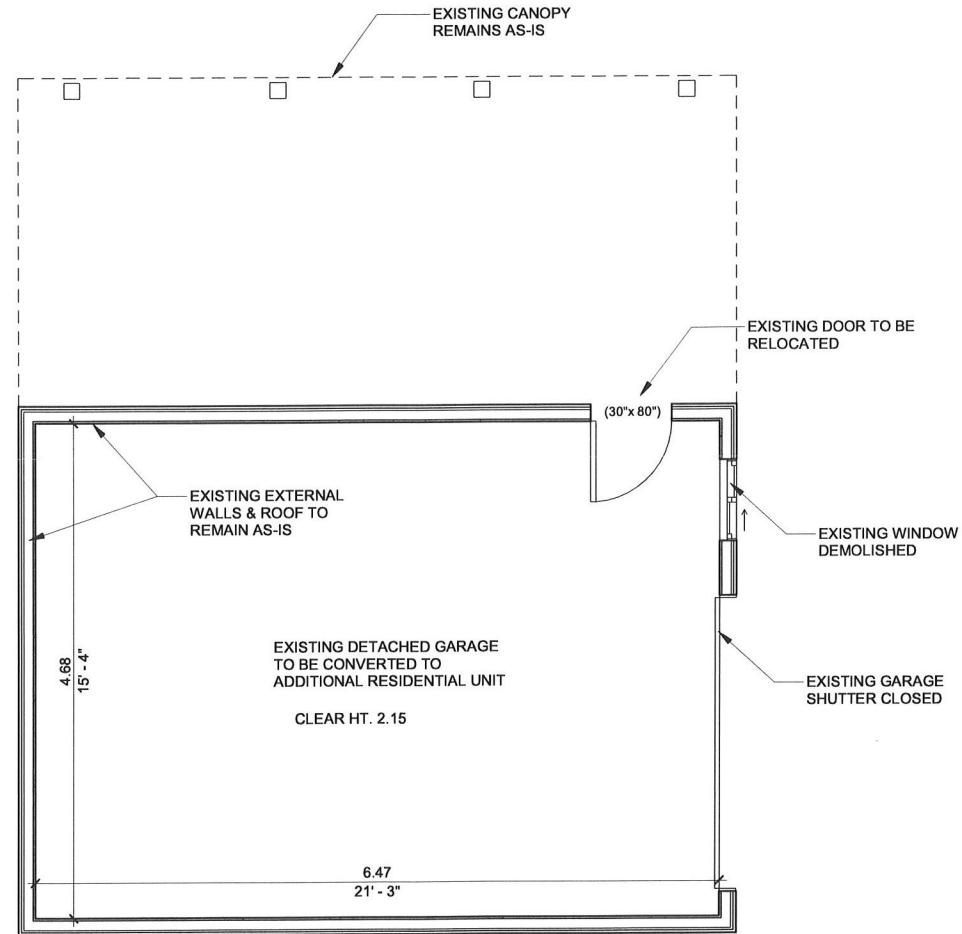 EXISTING CANOPY
REMAINS AS-IS
EXISTING DOOR TO BE
RELOCATED
(30"x 80")
EXISTING EXTERNAL
WALLS & ROOF TO
REMAIN AS-IS
EXISTING WINDOW
DEMOLISHED
EXISTING DETACHED GARAGE
TO BE CONVERTED TO
ADDITIONAL RESIDENTIAL UNIT
CLEAR HT. 2.15
4.68
15' - 4"
EXISTING GARAGE
SHUTTER CLOSED
6.47
21' - 3"